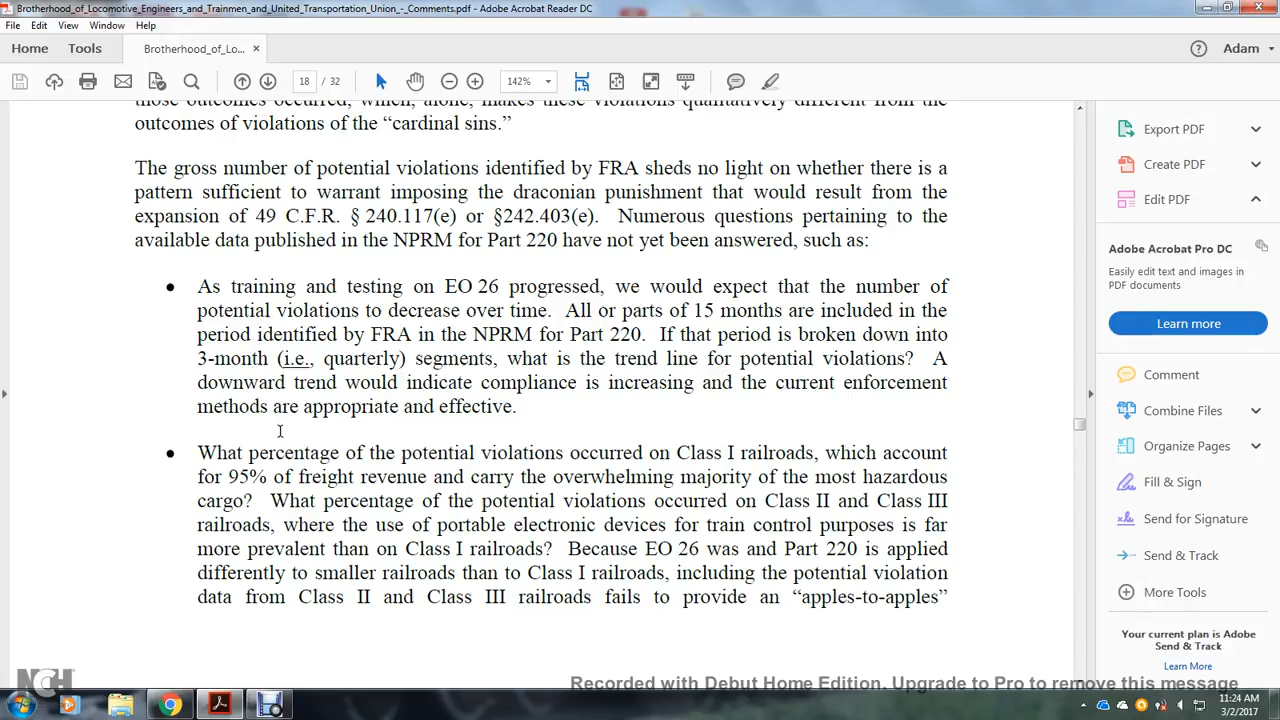 Brotherhood_of_Locomotive_Engineers_and_Trainmen_and_United_Transportation_Union_-_Comments.pdf - Adobe Acrobat Reader DC
File Edit View Window Help
Home Tools Brotherhood_of_Lo... × Adam
18 / 32 142%
those outcomes occurred, which, alone, makes these violations qualitatively different from the
outcomes of violations of the “cardinal sins.”
The gross number of potential violations identified by FRA sheds no light on whether there is a
pattern sufficient to warrant imposing the draconian punishment that would result from the
expansion of 49 C.F.R. § 240.117(e) or §242.403(e). Numerous questions pertaining to the
available data published in the NPRM for Part 220 have not yet been answered, such as:
• As training and testing on EO 26 progressed, we would expect that the number of
potential violations to decrease over time. All or parts of 15 months are included in the
period identified by FRA in the NPRM for Part 220. If that period is broken down into
3-month (i.e., quarterly) segments, what is the trend line for potential violations? A
downward trend would indicate compliance is increasing and the current enforcement
methods are appropriate and effective.
• What percentage of the potential violations occurred on Class I railroads, which account
for 95% of freight revenue and carry the overwhelming majority of the most hazardous
cargo? What percentage of the potential violations occurred on Class II and Class III
railroads, where the use of portable electronic devices for train control purposes is far
more prevalent than on Class I railroads? Because EO 26 was and Part 220 is applied
differently to smaller railroads than to Class I railroads, including the potential violation
data from Class II and Class III railroads fails to provide an “apples-to-apples”
Export PDF
Create PDF
Edit PDF
Adobe Acrobat Pro DC
Easily edit text and images in
PDF documents
Learn more
Comment
Combine Files
Organize Pages
Fill & Sign
Send for Signature
Send & Track
More Tools
Your current plan is Adobe
Send & Track
Learn More
NCH
Recorded with Debut Home Edition. Upgrade to Pro to remove this message
11:24 AM
3/2/2017